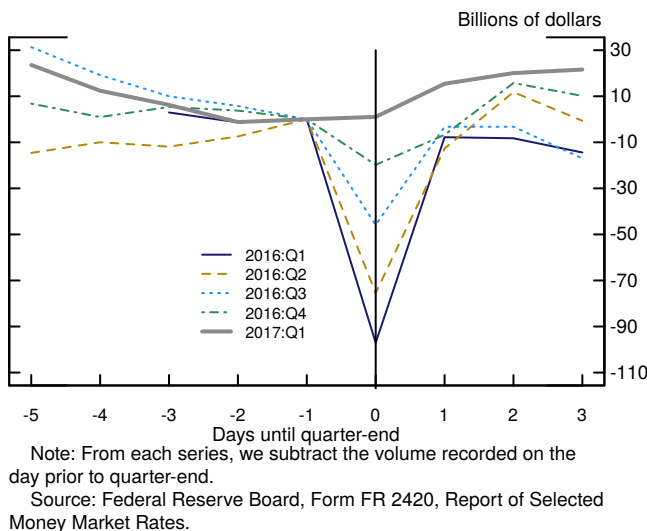 Billions of dollars
30
10
-10
-30
-50
-70
-90
-110
2016:Q1
2016:Q2
2016:Q3
2016:Q4
2017:Q1
-5 -4 -3 -2 -1 0 1 2 3
Days until quarter-end
Note: From each series, we subtract the volume recorded on the
day prior to quarter-end.
Source: Federal Reserve Board, Form FR 2420, Report of Selected
Money Market Rates.